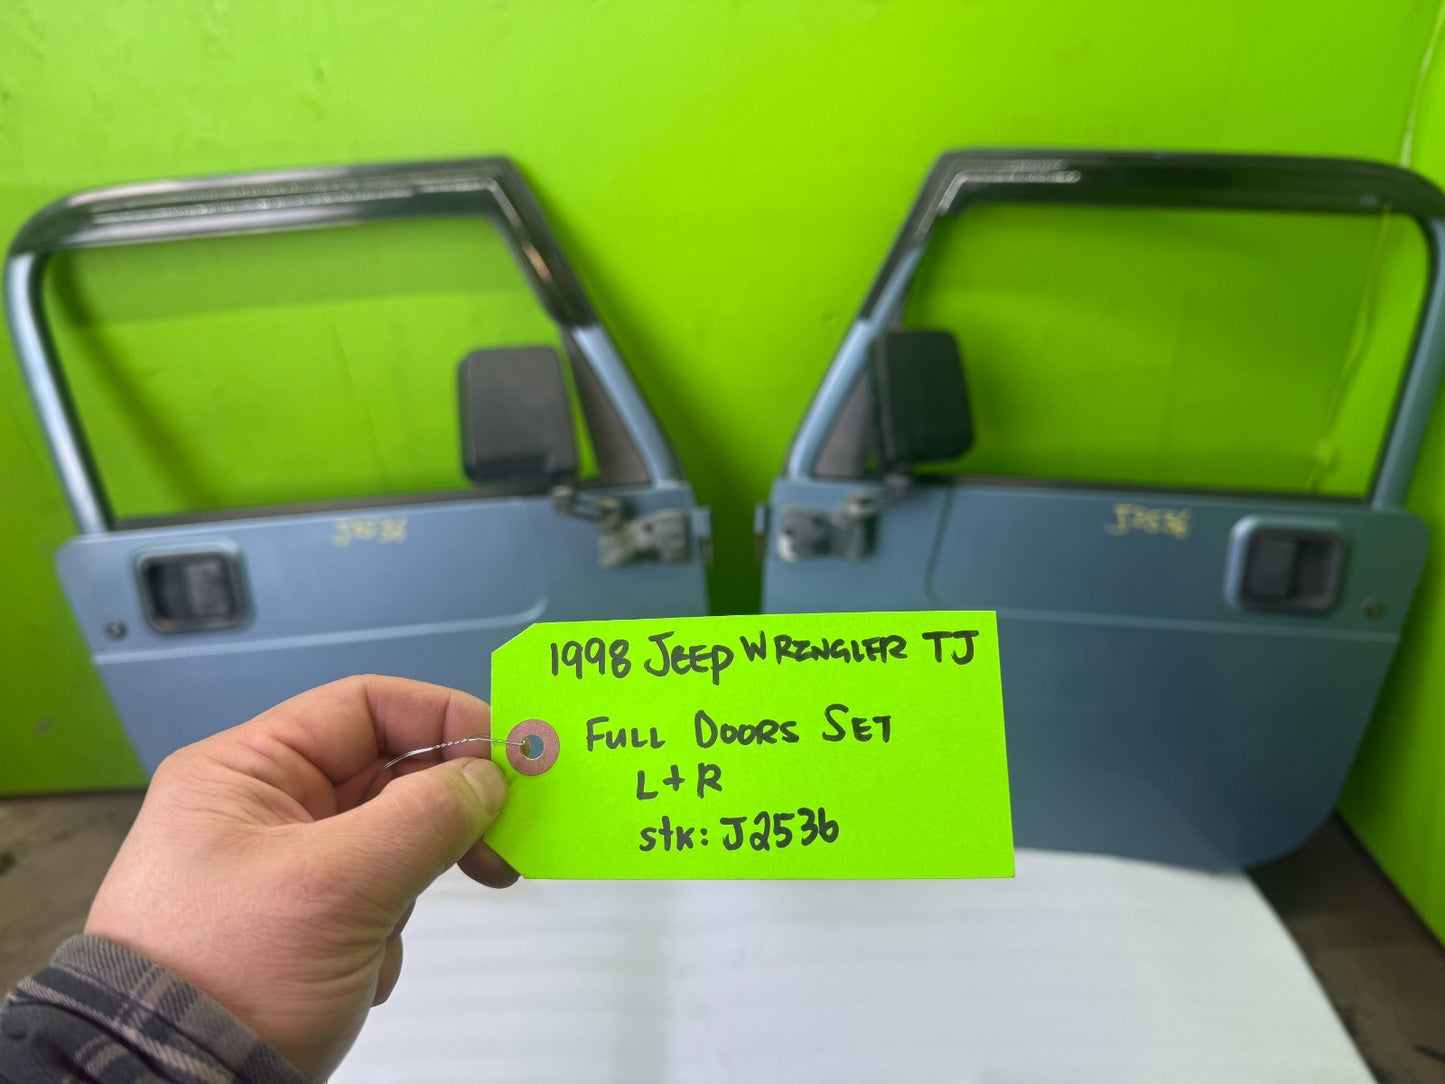 J2536
J2536
1998 JEEP WRANGLER TJ
FULL DOORS SET
L+R
stk: J2536